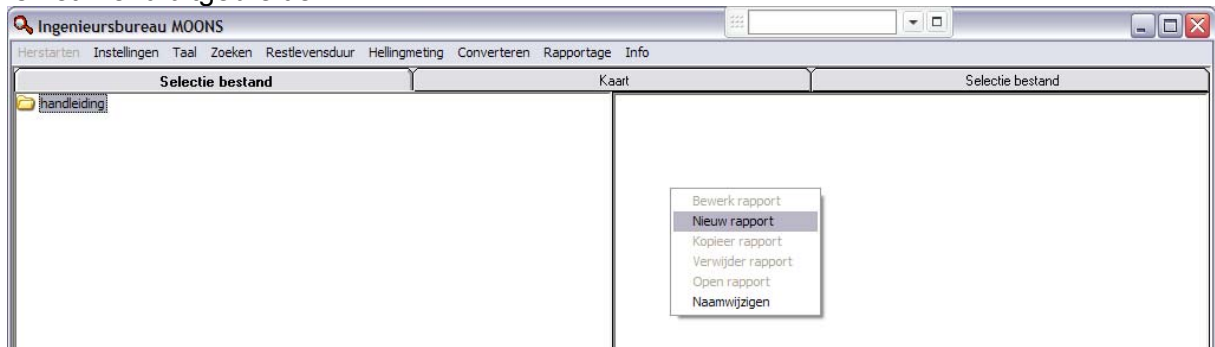 Ingenieursbureau MOONS
Herstarten Instellingen Taal Zoeken Restlevensduur Hellingmeting Converteren Rapportage Info
Selectie bestand Kaart Selectie bestand
handleiding
Bewerk rapport
Nieuw rapport
Kopieer rapport
Verwijder rapport
Open rapport
Naamwijzigen